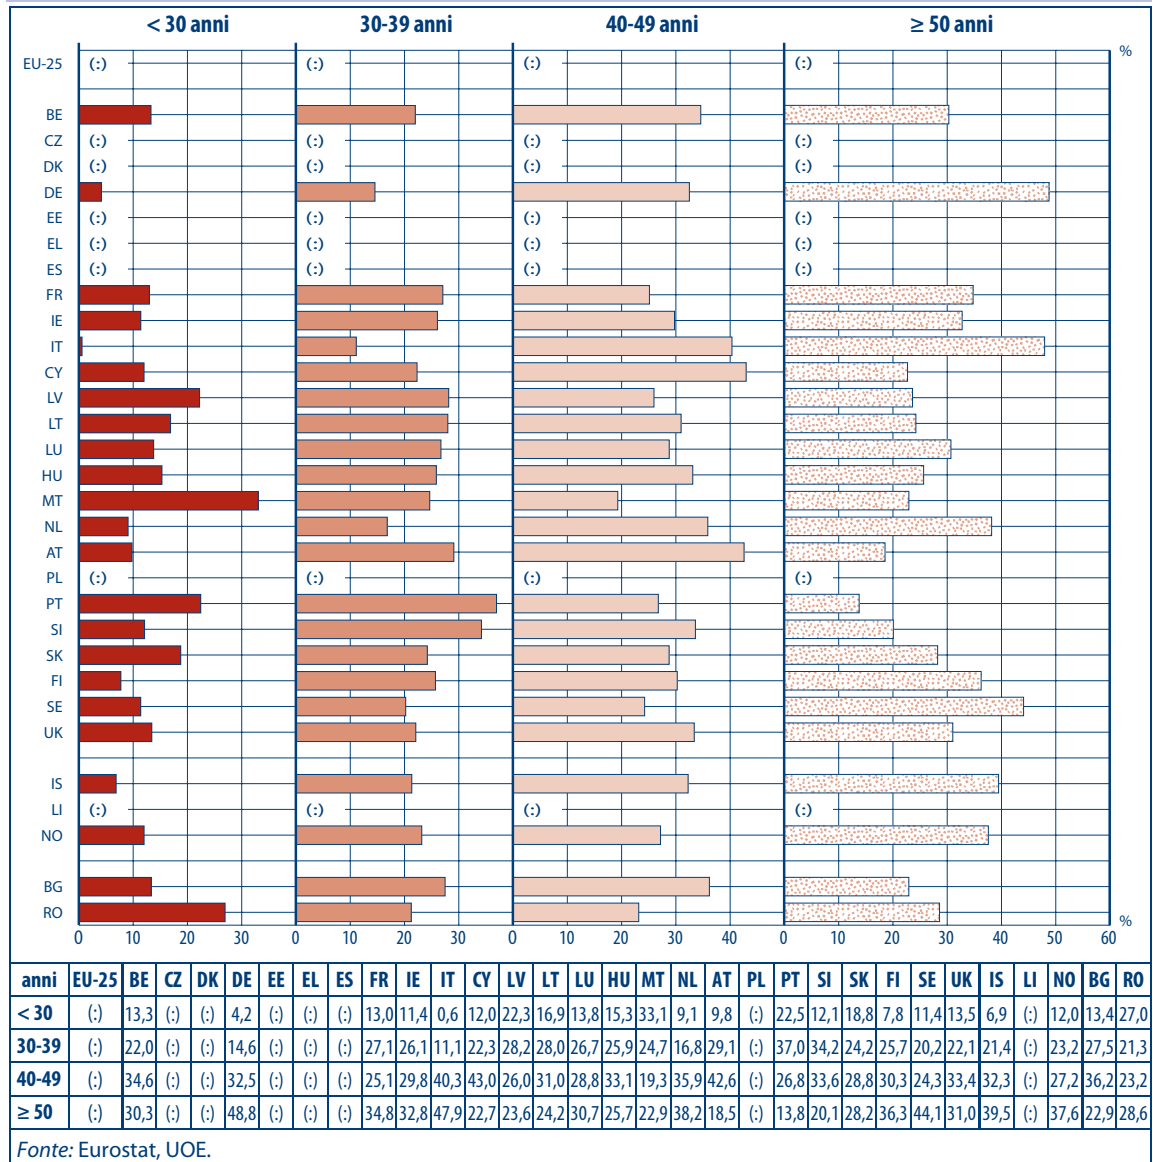 < 30 anni 30-39 anni 40-49 anni ≥ 50 anni
%
EU-25 (:) (:) (:) (:)
BE
CZ (:) (:) (:) (:)
DK (:) (:) (:) (:)
DE
EE (:) (:) (:) (:)
EL (:) (:) (:) (:)
ES (:) (:) (:) (:)
FR
IE
IT
CY
LV
LT
LU
HU
MT
NL
AT
PL (:) (:) (:) (:)
PT
SI
SK
FI
SE
UK
IS
LI (:) (:) (:) (:)
NO
BG
RO
%
0 10 20 30 0 10 20 30 0 10 20 30 40 0 10 20 30 40 50 60
anni EU-25 BE CZ DK DE EE EL ES FR IE IT CY LV LT LU HU MT NL AT PL PT SI SK FI SE UK IS LI NO BG RO
< 30 (:) 13,3 (:) (:) 4,2 (:) (:) (:) 13,0 11,4 0,6 12,0 22,3 16,9 13,8 15,3 33,1 9,1 9,8 (:) 22,5 12,1 18,8 7,8 11,4 13,5 6,9 (:) 12,0 13,4 27,0
30-39 (:) 22,0 (:) (:) 14,6 (:) (:) (:) 27,1 26,1 11,1 22,3 28,2 28,0 26,7 25,9 24,7 16,8 29,1 (:) 37,0 34,2 24,2 25,7 20,2 22,1 21,4 (:) 23,2 27,5 21,3
40-49 (:) 34,6 (:) (:) 32,5 (:) (:) (:) 25,1 29,8 40,3 43,0 26,0 31,0 28,8 33,1 19,3 35,9 42,6 (:) 26,8 33,6 28,8 30,3 24,3 33,4 32,3 (:) 27,2 36,2 23,2
≥ 50 (:) 30,3 (:) (:) 48,8 (:) (:) (:) 34,8 32,8 47,9 22,7 23,6 24,2 30,7 25,7 22,9 38,2 18,5 (:) 13,8 20,1 28,2 36,3 44,1 31,0 39,5 (:) 37,6 22,9 28,6
Fonte: Eurostat, UOE.